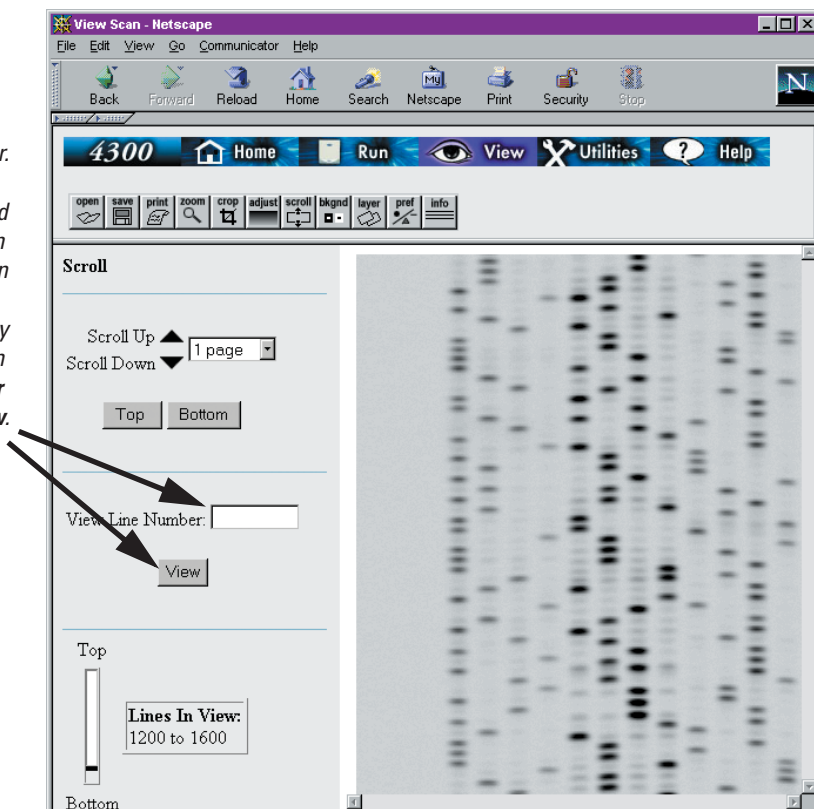 View Scan - Netscape
File Edit View Go Communicator Help
Back Forward Reload Home Search My Netscape Print Security Stop
N
4300 Home Run View Utilities ? Help
open save print zoom crop adjust scroll bkgnd layer pref info
Scroll
Scroll Up 1 page
Scroll Down
Top Bottom
View Line Number:
View
Top
Lines In View:
1200 to 1600
Bottom